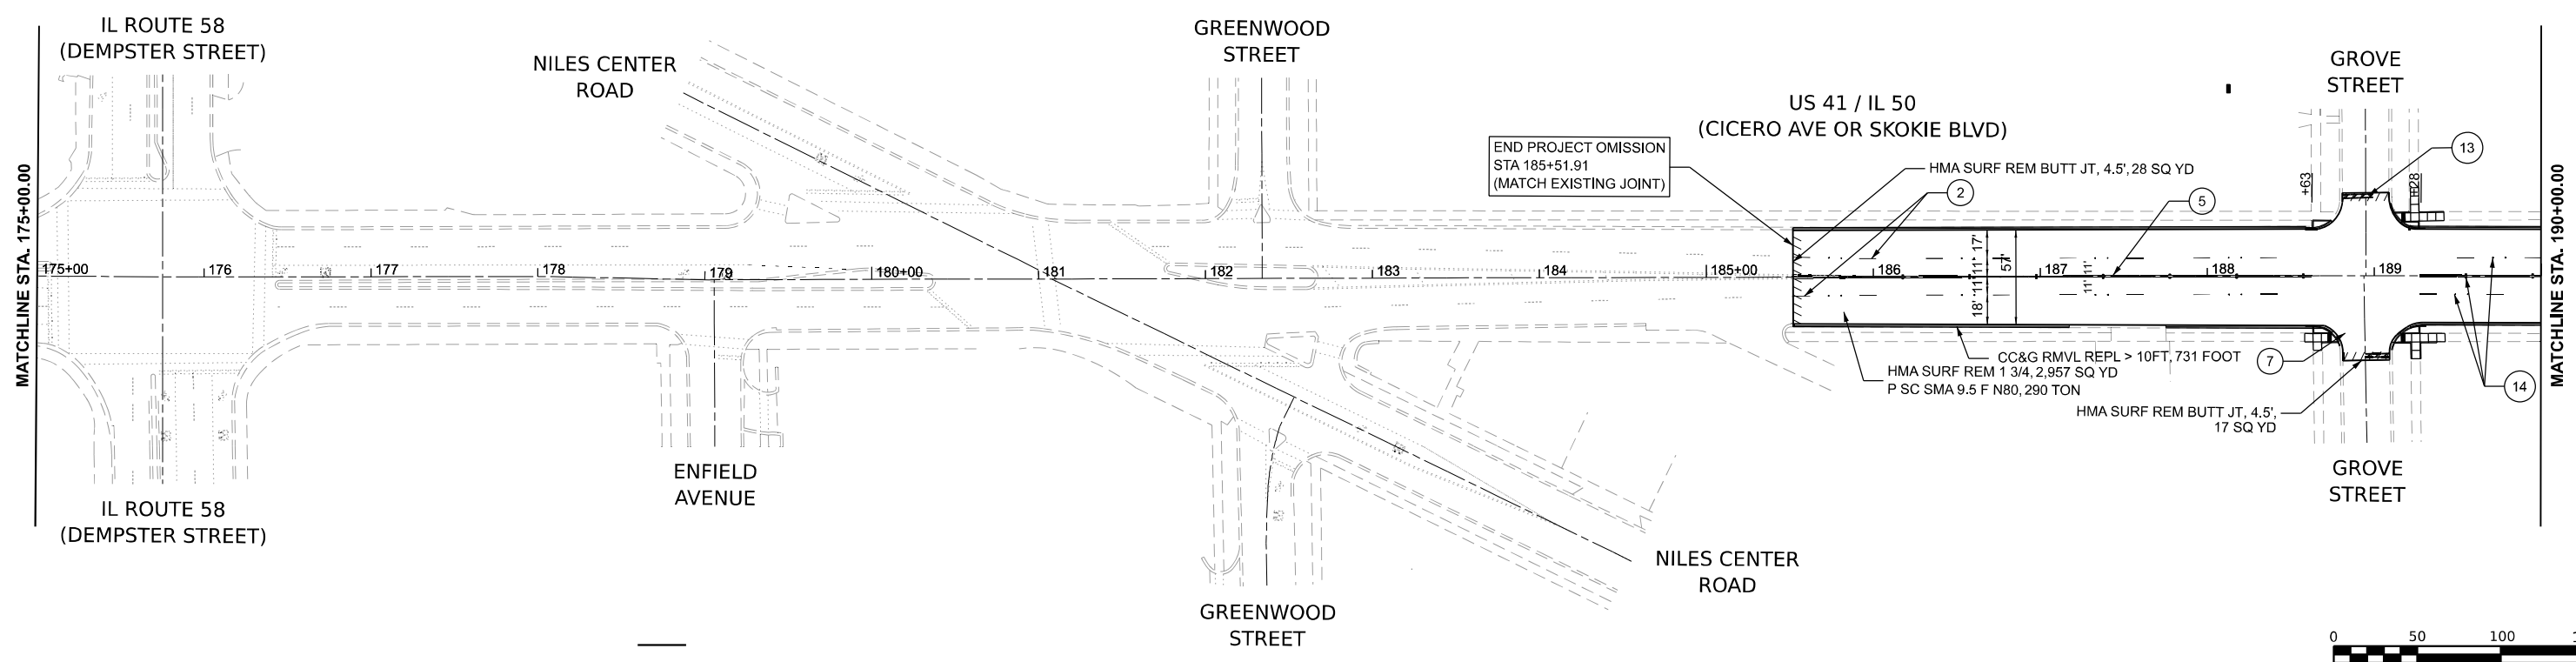 IL ROUTE 58
(DEMPSTER STREET)
NILES CENTER
ROAD
GREENWOOD
STREET
US 41 / IL 50
(CICERO AVE OR SKOKIE BLVD)
GROVE
STREET
END PROJECT OMISSION
STA 185+51.91
(MATCH EXISTING JOINT)
HMA SURF REM BUTT JT, 4.5', 28 SQ YD
2
5
13
+63
+28
MATCHLINE STA. 175+00.00
175+00
176
177
178
179
180+00
181
182
183
184
185+00
186
187
188
189
17'
11'
11'
18'
57'
11'
11'
MATCHLINE STA. 190+00.00
CC&G RMVL REPL > 10FT, 731 FOOT
HMA SURF REM 1 3/4, 2,957 SQ YD
P SC SMA 9.5 F N80, 290 TON
7
14
HMA SURF REM BUTT JT, 4.5',
17 SQ YD
ENFIELD
AVENUE
IL ROUTE 58
(DEMPSTER STREET)
GROVE
STREET
NILES CENTER
ROAD
GREENWOOD
STREET
0
50
100